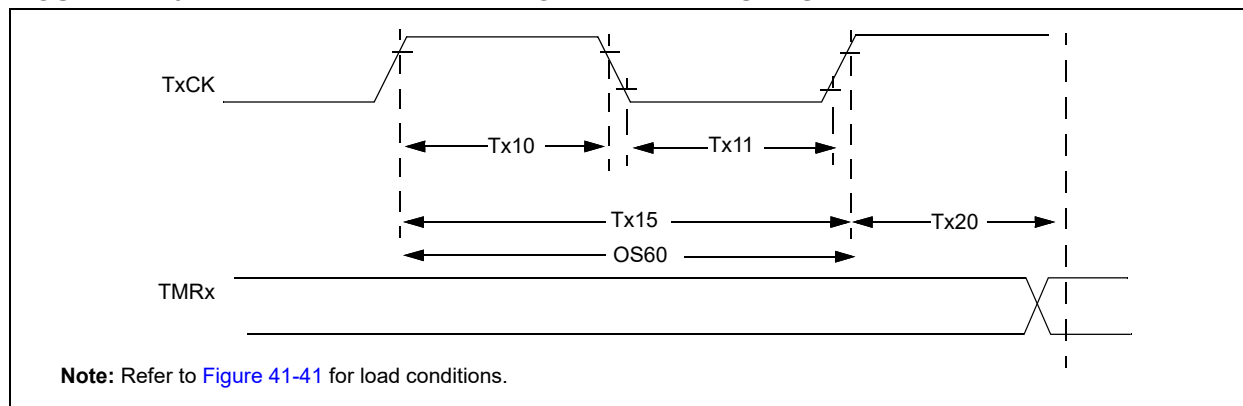 TxCK
Tx10
Tx11
Tx15
Tx20
OS60
TMRx
Note: Refer to Figure 41-41 for load conditions.